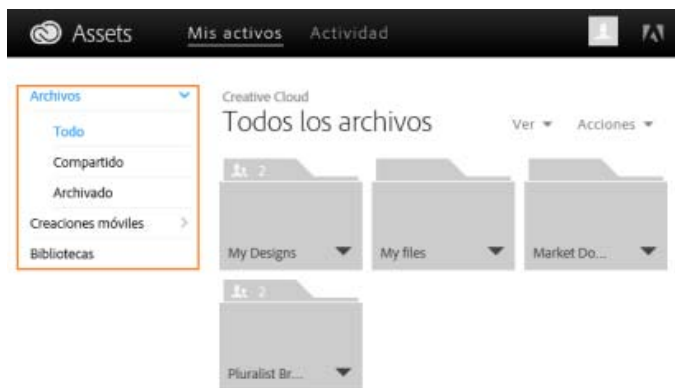 Assets Mis activos Actividad
Archivos
Todo
Compartido
Archivado
Creaciones móviles
Bibliotecas
Creative Cloud
Todos los archivos
Ver Acciones
2
My Designs My files Market Do...
2
Pluralist Br...